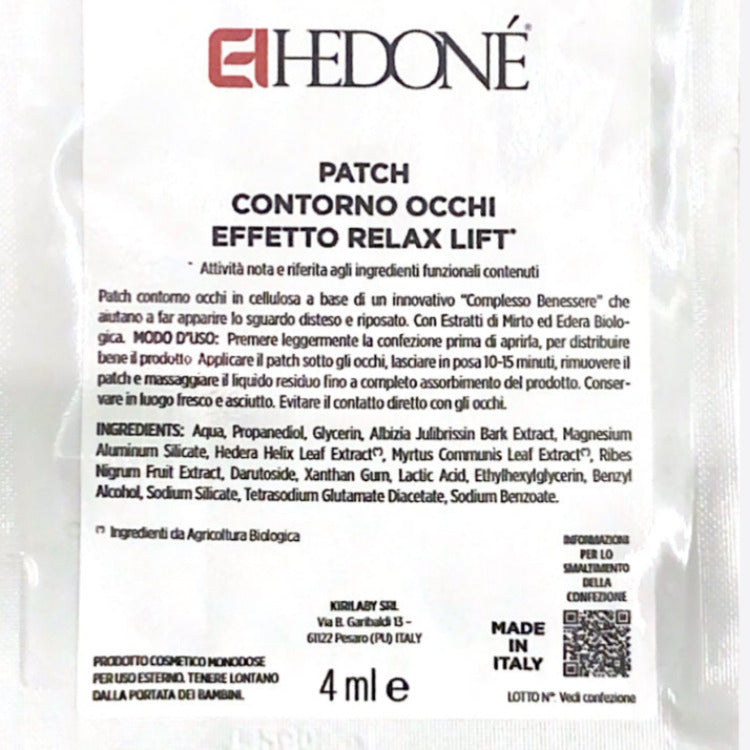 HEDONÉ®
PATCH
CONTORNO OCCHI
EFFETTO RELAX LIFT*
* Attività nota e riferita agli ingredienti funzionali contenuti
Patch contorno occhi in cellulosa a base di un innovativo "Complesso Benessere" che
aiutano a far apparire lo sguardo disteso e riposato. Con Estratti di Mirto ed Edera Biolo-
gica. MODO D'USO: Premere leggermente la confezione prima di aprirla, per distribuire
bene il prodotto Applicare il patch sotto gli occhi, lasciare in posa 10-15 minuti, rimuovere il
patch e massaggiare il liquido residuo fino a completo assorbimento del prodotto. Conser-
vare in luogo fresco e asciutto. Evitare il contatto diretto con gli occhi.
INGREDIENTS: Aqua, Propanediol, Glycerin, Albizia Julibrissin Bark Extract, Magnesium
Aluminum Silicate, Hedera Helix Leaf Extract(*), Myrtus Communis Leaf Extract(*), Ribes
Nigrum Fruit Extract, Darutoside, Xanthan Gum, Lactic Acid, Ethylhexylglycerin, Benzyl
Alcohol, Sodium Silicate, Tetrasodium Glutamate Diacetate, Sodium Benzoate.
(*) Ingredienti da Agricoltura Biologica
INFORMAZIONI
PER LO
SMALTIMENTO
DELLA
CONFEZIONE
KIRILABY SRL
Via B. Garibaldi 13 –
61122 Pesaro (PU) ITALY
MADE
IN
ITALY
PRODOTTO COSMETICO MONODOSE
PER USO ESTERNO. TENERE LONTANO
DALLA PORTATA DEI BAMBINI.
4 ml e
LOTTO N°: Vedi confezione